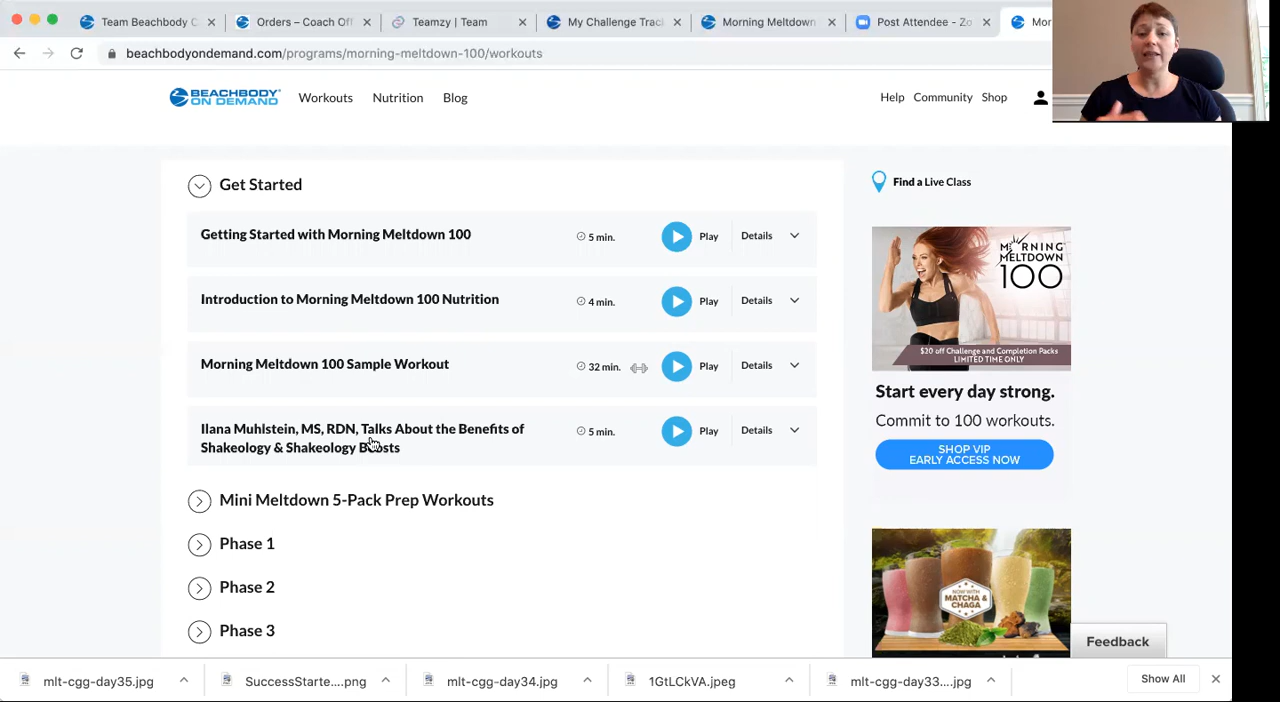 Team Beachbody C
Orders – Coach Off
Teamzy | Team
My Challenge Trac
Morning Meltdown
Post Attendee - Zo
Mor
beachbodyondemand.com/programs/morning-meltdown-100/workouts
BEACHBODY
ON DEMAND
Workouts
Nutrition
Blog
Help
Community
Shop
Get Started
Getting Started with Morning Meltdown 100
5 min.
Play
Details
Introduction to Morning Meltdown 100 Nutrition
4 min.
Play
Details
Morning Meltdown 100 Sample Workout
32 min.
Play
Details
Ilana Muhlstein, MS, RDN, Talks About the Benefits of
Shakeology & Shakeology Boosts
5 min.
Play
Details
Mini Meltdown 5-Pack Prep Workouts
Phase 1
Phase 2
Phase 3
Find a Live Class
MORNING
MELTDOWN
100
$20 off Challenge and Completion Packs
LIMITED TIME ONLY
Start every day strong.
Commit to 100 workouts.
SHOP VIP
EARLY ACCESS NOW
NOW WITH
MATCHA &
CHAGA
Feedback
mlt-cgg-day35.jpg
SuccessStarte....png
mlt-cgg-day34.jpg
1GtLCkVA.jpeg
mlt-cgg-day33....jpg
Show All